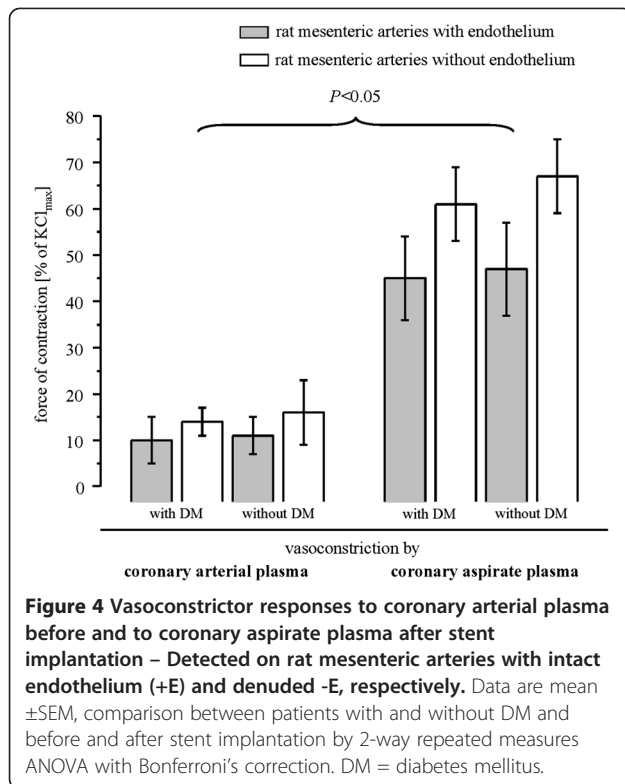 rat mesenteric arteries with endothelium
rat mesenteric arteries without endothelium
P<0.05
80
70
60
50
40
30
20
10
0
force of contraction [% of KCl_max]
with DM without DM with DM without DM
vasoconstriction by
coronary arterial plasma coronary aspirate plasma
Figure 4 Vasoconstrictor responses to coronary arterial plasma
before and to coronary aspirate plasma after stent
implantation – Detected on rat mesenteric arteries with intact
endothelium (+E) and denuded -E, respectively. Data are mean
±SEM, comparison between patients with and without DM and
before and after stent implantation by 2-way repeated measures
ANOVA with Bonferroni's correction. DM = diabetes mellitus.